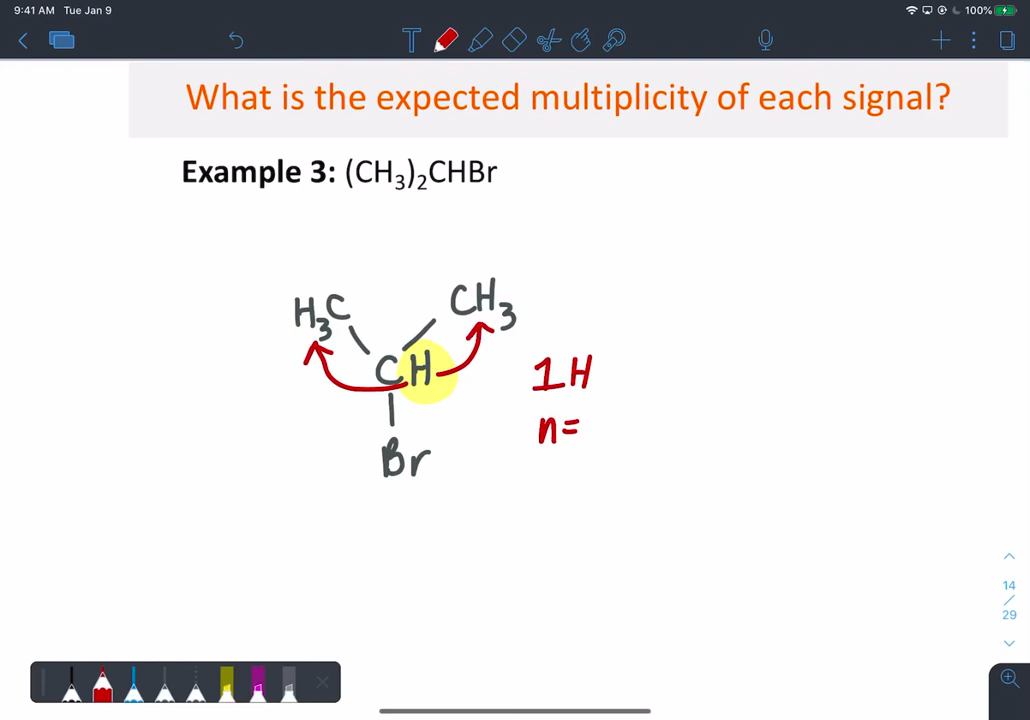 9:41 AM Tue Jan 9
100%
T
What is the expected multiplicity of each signal?
Example 3: (CH₃)₂CHBr
H₃C CH₃
CH
Br
1H
n=
14
/
29